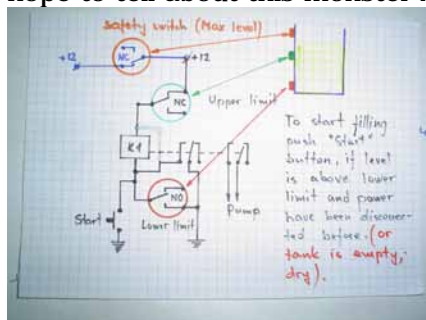 hope to tell about this monster
safety switch (Max level)
+12
NC
+12
NC
Upper limit
K1
NO
Pump
Start
Lower limit
To start filling
push "Start"
button, if level
is above lower
limit and power
have been disconec-
ted before. (or
tank is empty,
dry).